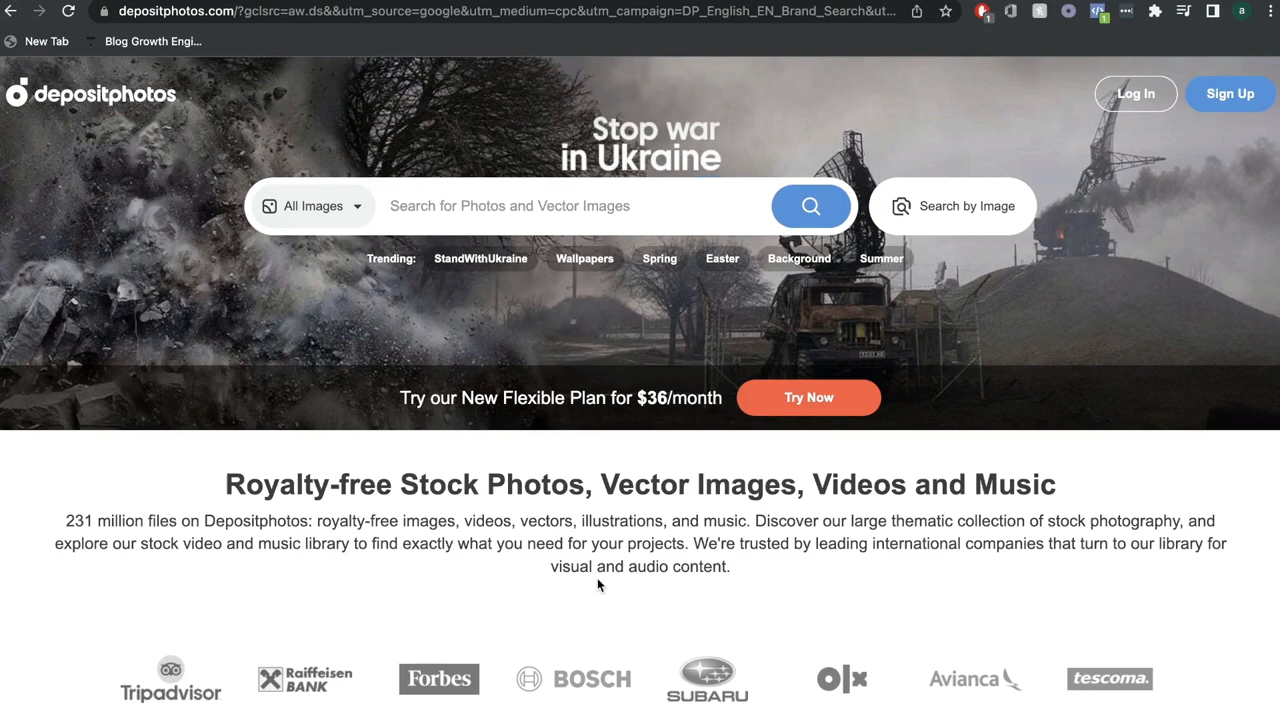 depositphotos.com/?gclsrc=aw.ds&&utm_source=google&utm_medium=cpc&utm_campaign=DP_English_EN_Brand_Search&ut...
1
1
a
New Tab
Blog Growth Engi...
depositphotos
Log In
Sign Up
Stop war
in Ukraine
All Images
Search for Photos and Vector Images
Search by Image
Trending:
StandWithUkraine
Wallpapers
Spring
Easter
Background
Summer
Try our New Flexible Plan for $36/month
Try Now
Royalty-free Stock Photos, Vector Images, Videos and Music
231 million files on Depositphotos: royalty-free images, videos, vectors, illustrations, and music. Discover our large thematic collection of stock photography, and
explore our stock video and music library to find exactly what you need for your projects. We're trusted by leading international companies that turn to our library for
visual and audio content.
Tripadvisor
Raiffeisen
BANK
Forbes
BOSCH
SUBARU
olx
Avianca
tescoma.